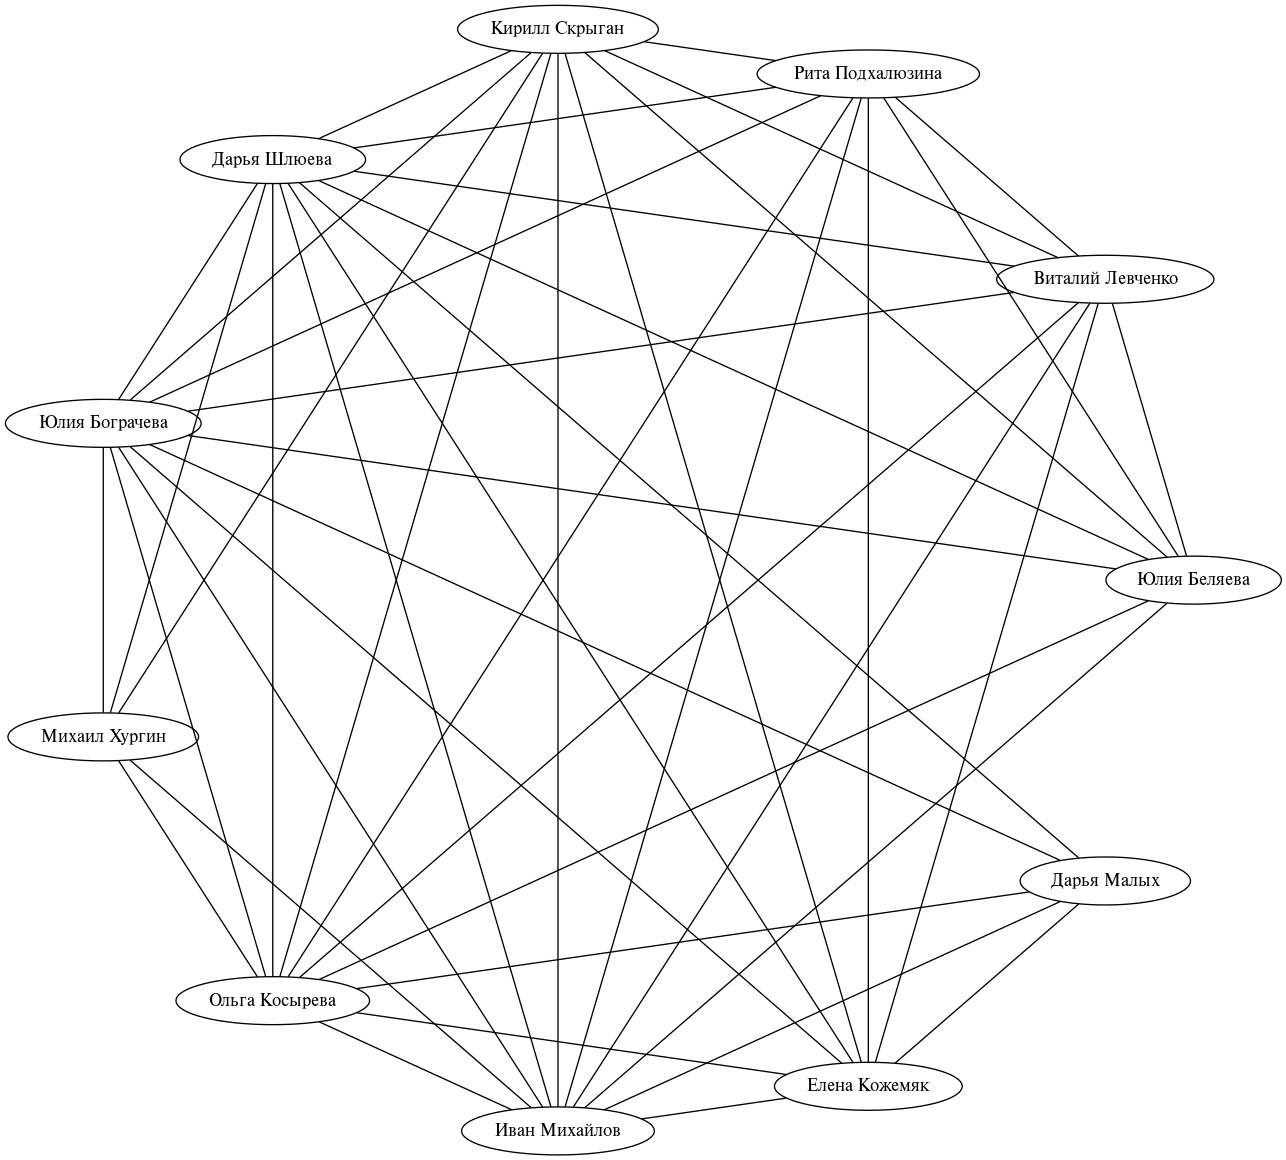 Кирилл Скрыган
Рита Подхалюзина
Дарья Шлюева
Виталий Левченко
Юлия Бограчева
Юлия Беляева
Михаил Хургин
Дарья Малых
Ольга Косырева
Елена Кожемяк
Иван Михайлов